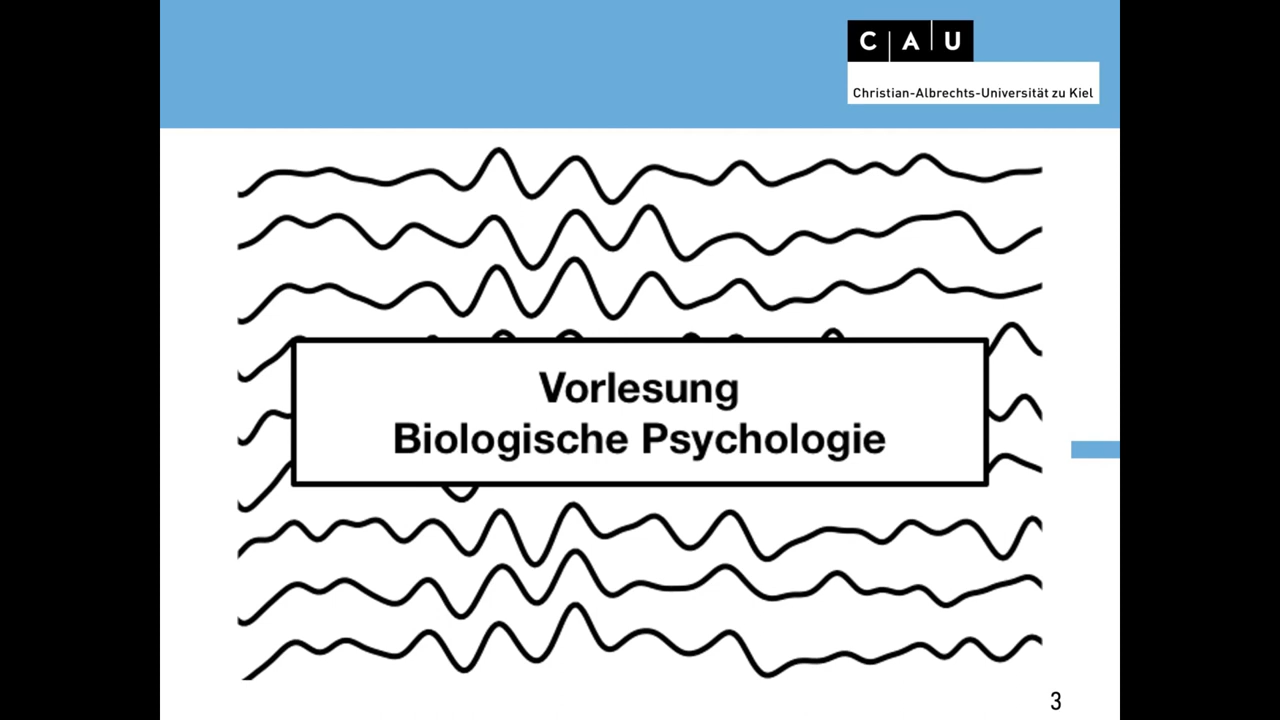 C A U
Christian-Albrechts-Universität zu Kiel
Vorlesung
Biologische Psychologie
3